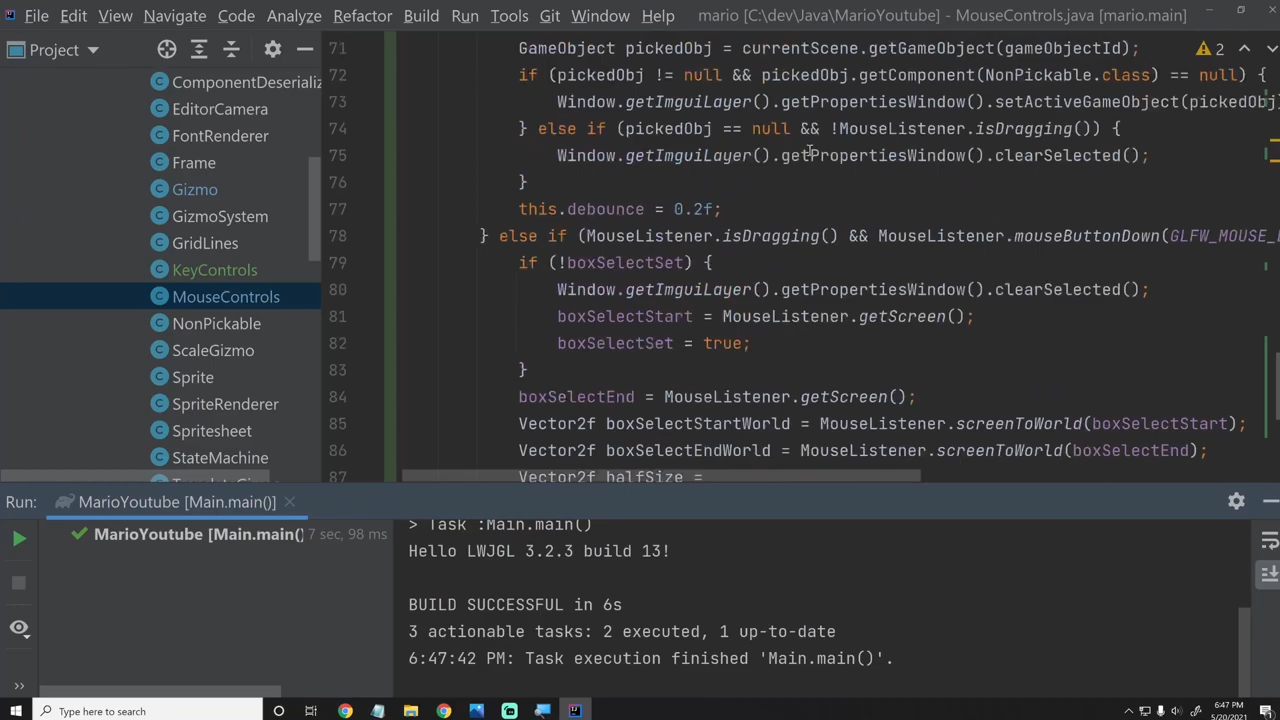 File Edit View Navigate Code Analyze Refactor Build Run Tools Git Window Help mario [C:\dev\Java\MarioYoutube] - MouseControls.java [mario.main]
Project
2
ComponentDeserializ
EditorCamera
FontRenderer
Frame
Gizmo
GizmoSystem
GridLines
KeyControls
MouseControls
NonPickable
ScaleGizmo
Sprite
SpriteRenderer
Spritesheet
StateMachine
71 GameObject pickedObj = currentScene.getGameObject(gameObjectId);
72 if (pickedObj != null && pickedObj.getComponent(NonPickable.class) == null) {
73 Window.getImguiLayer().getPropertiesWindow().setActiveGameObject(pickedObj
74 } else if (pickedObj == null && !MouseListener.isDragging()) {
75 Window.getImguiLayer().getPropertiesWindow().clearSelected();
76 }
77 this.debounce = 0.2f;
78 } else if (MouseListener.isDragging() && MouseListener.mouseButtonDown(GLFW_MOUSE_
79 if (!boxSelectSet) {
80 Window.getImguiLayer().getPropertiesWindow().clearSelected();
81 boxSelectStart = MouseListener.getScreen();
82 boxSelectSet = true;
83 }
84 boxSelectEnd = MouseListener.getScreen();
85 Vector2f boxSelectStartWorld = MouseListener.screenToWorld(boxSelectStart);
86 Vector2f boxSelectEndWorld = MouseListener.screenToWorld(boxSelectEnd);
87 Vector2f halfSize =
Run: MarioYoutube [Main.main()]
MarioYoutube [Main.main() 7 sec, 98 ms
> Task :Main.main()
Hello LWJGL 3.2.3 build 13!
BUILD SUCCESSFUL in 6s
3 actionable tasks: 2 executed, 1 up-to-date
6:47:42 PM: Task execution finished 'Main.main()'.
Type here to search
6:47 PM
5/20/2021